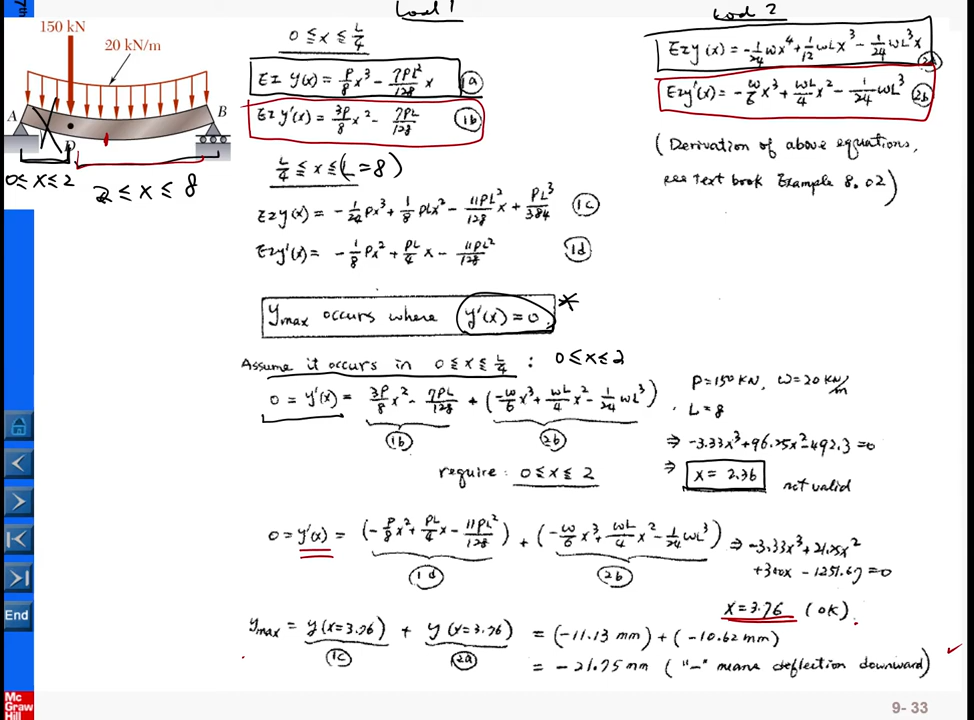 Load 1
Load 2
150 kN
20 kN/m
A
B
D
0 ≤ x ≤ 2
2 ≤ x ≤ 8
0 ≤ x ≤ L/4
EI y(x) = P/8 x³ - 7PL²/128 x
1a
EI y'(x) = 3P/8 x² - 7PL/128
1b
L/4 ≤ x ≤ (L = 8)
EI y(x) = -1/24 Px³ + 1/8 PLx² - 11PL²/128 x + PL³/384
1c
EI y'(x) = -1/8 Px² + PL/4 x - 11PL²/128
1d
EI y(x) = -1/24 wx⁴ + 1/12 wLx³ - 1/24 wL³x
2a
EI y'(x) = -w/6 x³ + wL/4 x² - 1/24 wL³
2b
(Derivation of above equations,
see Text book Example 8.02)
ymax occurs where y'(x) = 0.
Assume it occurs in 0 ≤ x ≤ L/4 : 0 ≤ x ≤ 2
0 = y'(x) = 3P/8 x² - 7PL/128 + (-w/6 x³ + wL/4 x² - 1/24 wL³)
1b
2b
require: 0 ≤ x ≤ 2
P = 150 KN, w = 20 KN/m
L = 8
⇒ -3.33x³ + 96.25x² - 492.3 = 0
⇒ x = 2.36 not valid
0 = y'(x) = (-P/8 x² + PL/4 x - 11PL²/128) + (-w/6 x³ + wL/4 x² - 1/24 wL³) ⇒ -3.33x³ + 21.25x²
+300x - 1251.67 = 0
1d
2b
x = 3.76 (OK).
ymax = y(x=3.76) + y(x=3.76) = (-11.13 mm) + (-10.62 mm)
1c
2a
= -21.75 mm ("-" means deflection downward)
End
Mc
Graw
Hill
9- 33